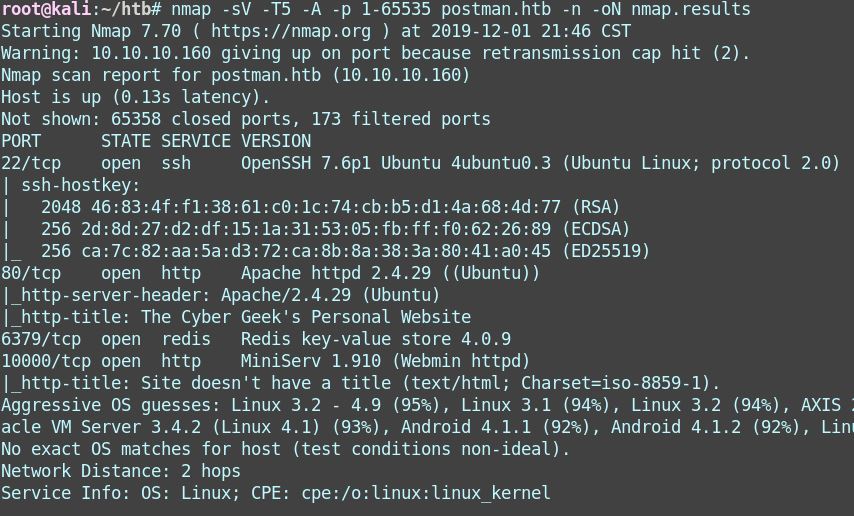 root@kali:~/htb# nmap -sV -T5 -A -p 1-65535 postman.htb -n -oN nmap.results
Starting Nmap 7.70 ( https://nmap.org ) at 2019-12-01 21:46 CST
Warning: 10.10.10.160 giving up on port because retransmission cap hit (2).
Nmap scan report for postman.htb (10.10.10.160)
Host is up (0.13s latency).
Not shown: 65358 closed ports, 173 filtered ports
PORT      STATE SERVICE VERSION
22/tcp    open  ssh     OpenSSH 7.6p1 Ubuntu 4ubuntu0.3 (Ubuntu Linux; protocol 2.0)
| ssh-hostkey:
|   2048 46:83:4f:f1:38:61:c0:1c:74:cb:b5:d1:4a:68:4d:77 (RSA)
|   256 2d:8d:27:d2:df:15:1a:31:53:05:fb:ff:f0:62:26:89 (ECDSA)
|_  256 ca:7c:82:aa:5a:d3:72:ca:8b:8a:38:3a:80:41:a0:45 (ED25519)
80/tcp    open  http    Apache httpd 2.4.29 ((Ubuntu))
|_http-server-header: Apache/2.4.29 (Ubuntu)
|_http-title: The Cyber Geek's Personal Website
6379/tcp  open  redis   Redis key-value store 4.0.9
10000/tcp open  http    MiniServ 1.910 (Webmin httpd)
|_http-title: Site doesn't have a title (text/html; Charset=iso-8859-1).
Aggressive OS guesses: Linux 3.2 - 4.9 (95%), Linux 3.1 (94%), Linux 3.2 (94%), AXIS
acle VM Server 3.4.2 (Linux 4.1) (93%), Android 4.1.1 (92%), Android 4.1.2 (92%),
No exact OS matches for host (test conditions non-ideal).
Network Distance: 2 hops
Service Info: OS: Linux; CPE: cpe:/o:linux:linux_kernel